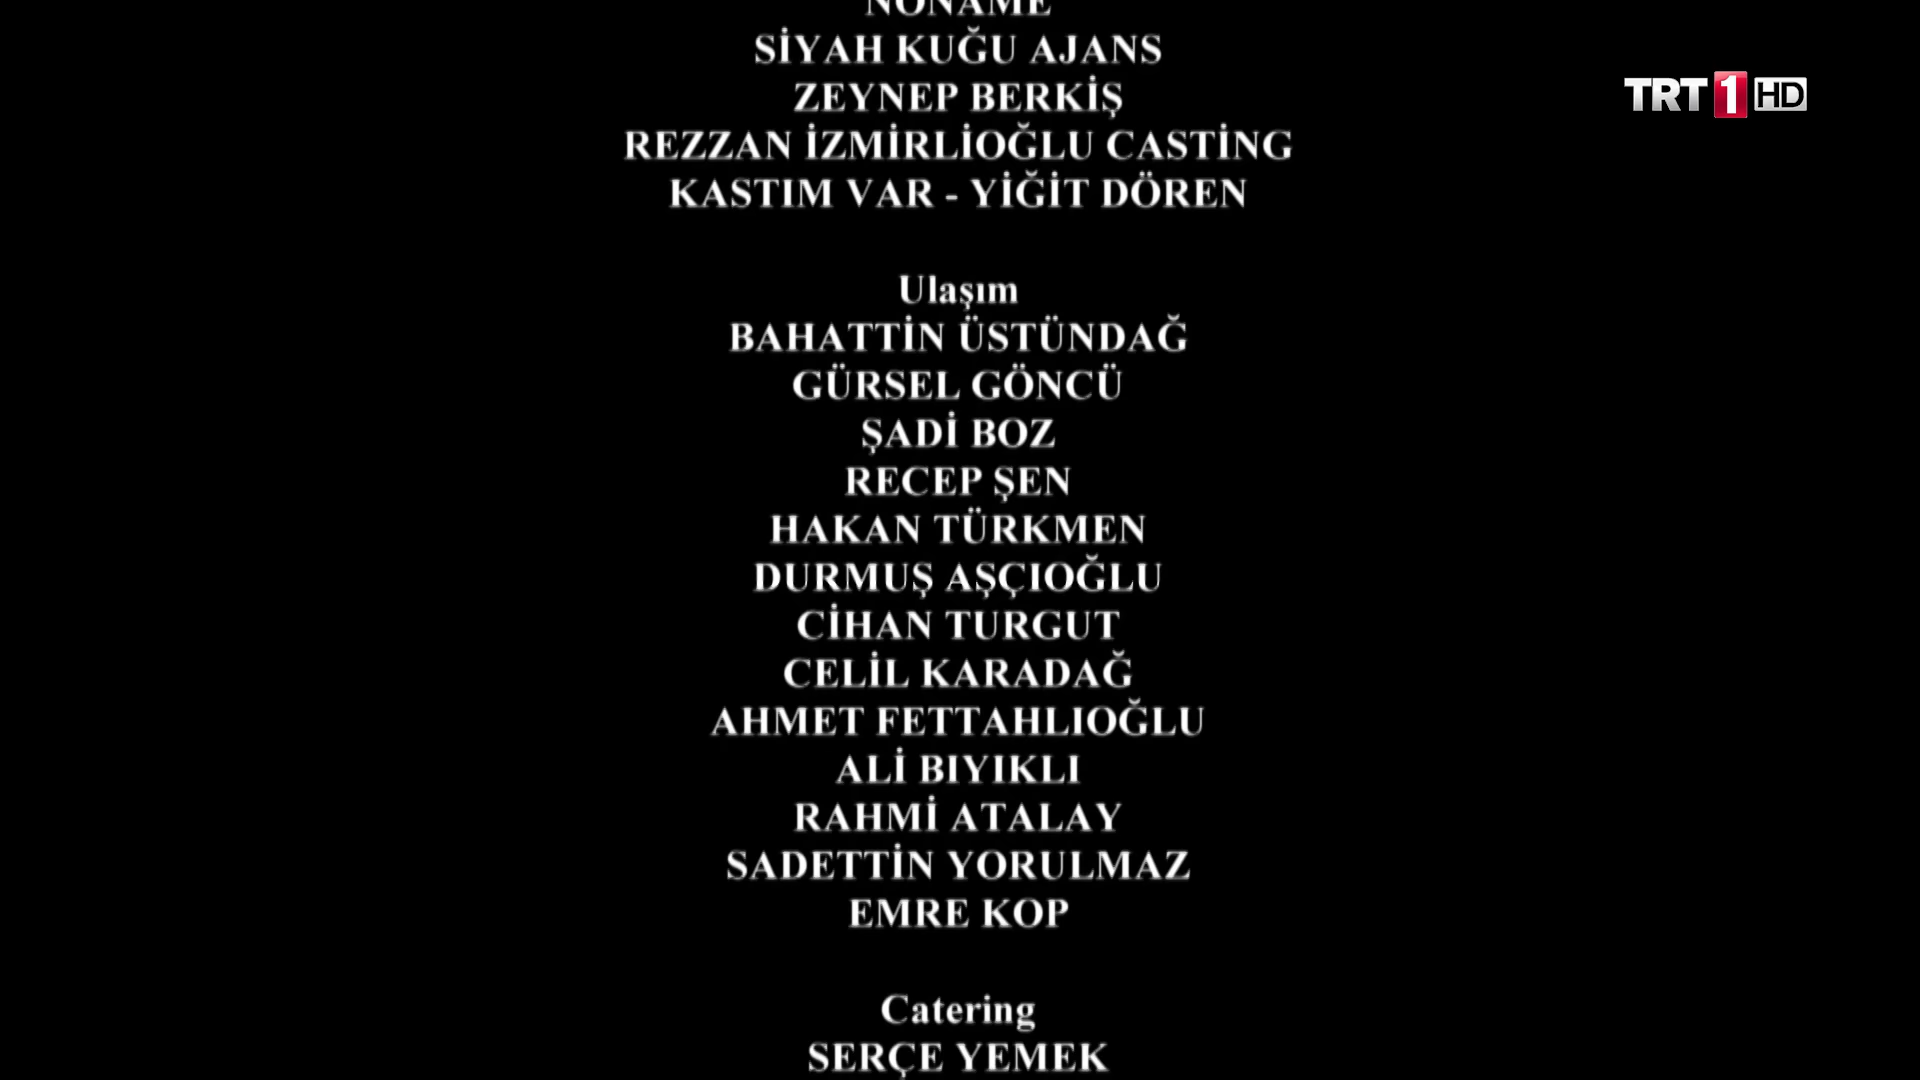 NONAME
SİYAH KUĞU AJANS
TRT 1 HD
ZEYNEP BERKİŞ
REZZAN İZMİRLİOĞLU CASTİNG
KASTIM VAR - YİĞİT DÖREN
Ulaşım
BAHATTİN ÜSTÜNDAĞ
GÜRSEL GÖNCÜ
ŞADİ BOZ
RECEP ŞEN
HAKAN TÜRKMEN
DURMUŞ AŞÇIOĞLU
CİHAN TURGUT
CELİL KARADAĞ
AHMET FETTAHLIOĞLU
ALİ BIYIKLI
RAHMİ ATALAY
SADETTİN YORULMAZ
EMRE KOP
Catering
SERÇE YEMEK